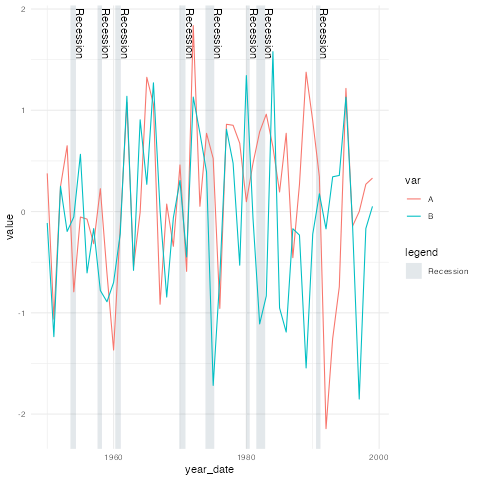 Recession
Recession
Recession
Recession
Recession
Recession
Recession
Recession
2
1
0
-1
-2
value
1960
1980
2000
year_date
var
A
B
legend
Recession